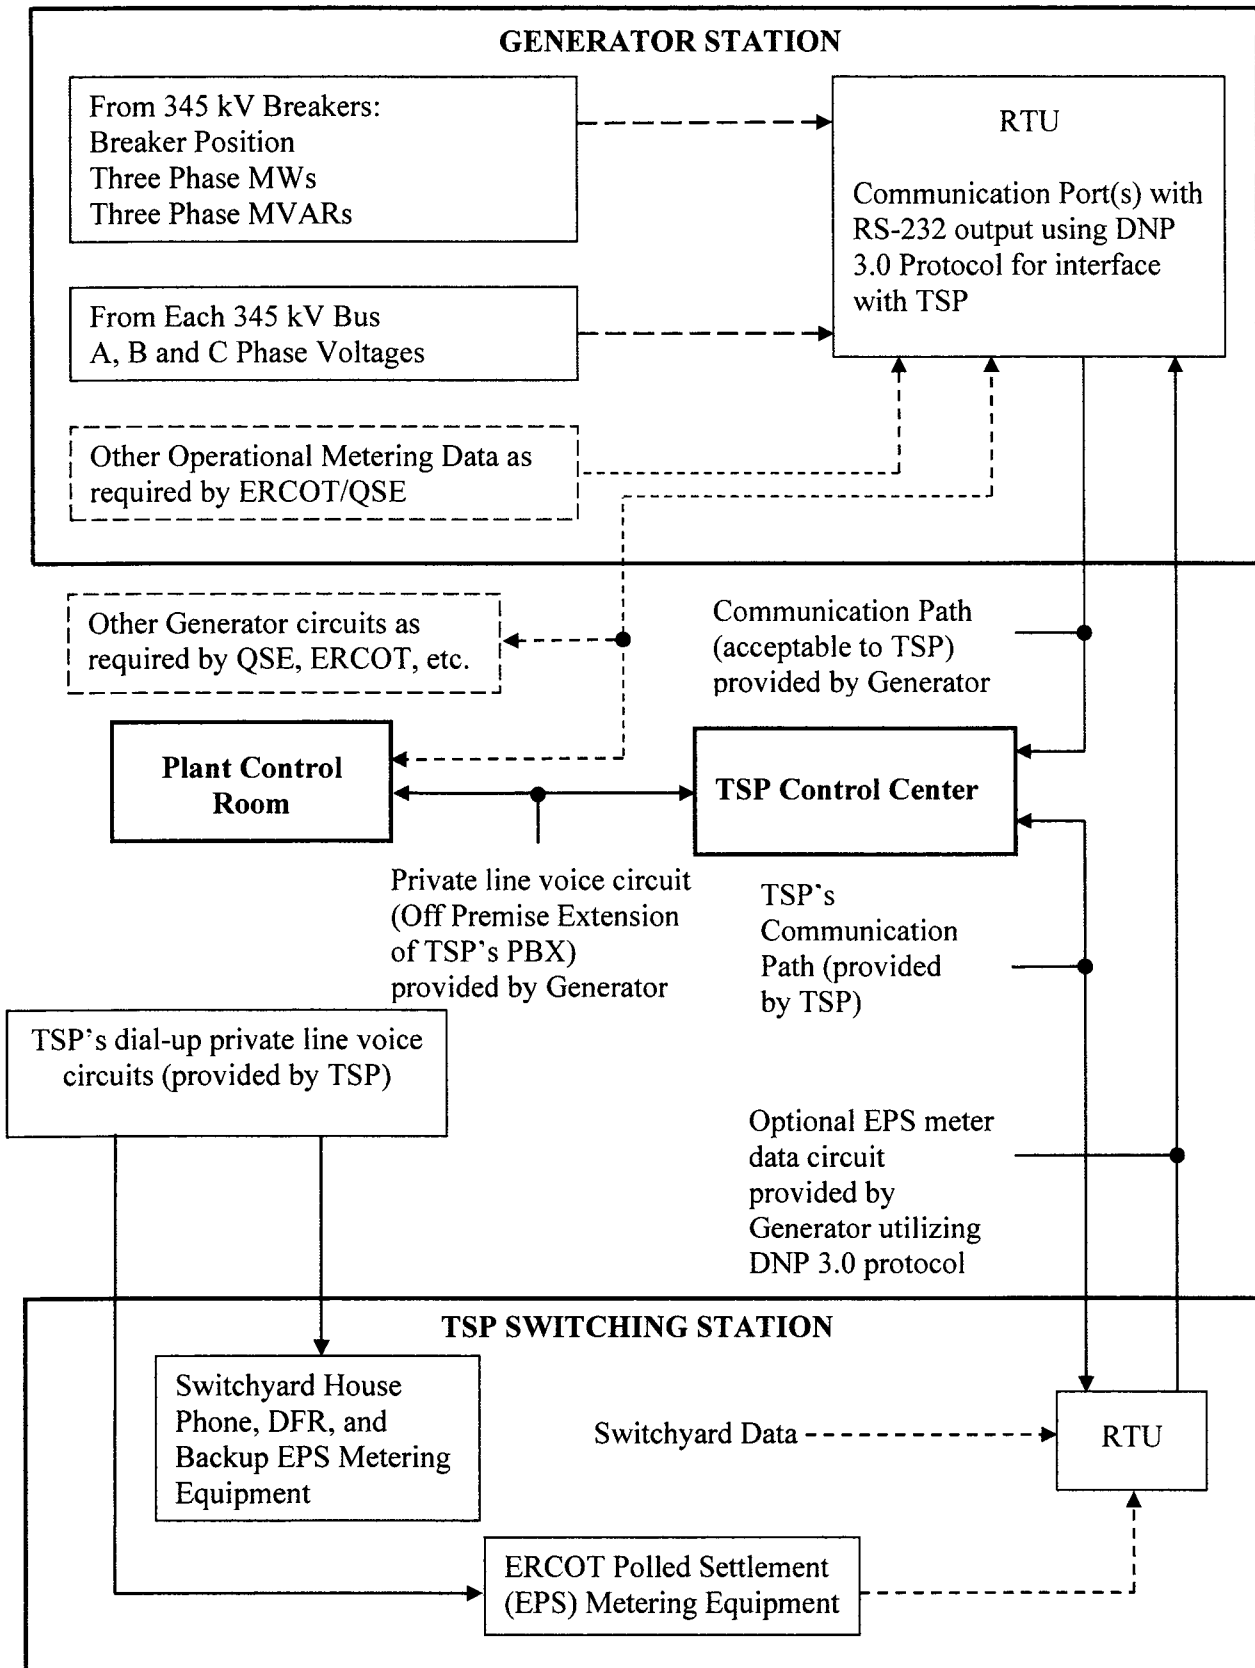 GENERATOR STATION
From 345 kV Breakers:
Breaker Position
Three Phase MWs
Three Phase MVARs
RTU
Communication Port(s) with
RS-232 output using DNP
3.0 Protocol for interface
with TSP
From Each 345 kV Bus
A, B and C Phase Voltages
Other Operational Metering Data as
required by ERCOT/QSE
Other Generator circuits as
required by QSE, ERCOT, etc.
Communication Path
(acceptable to TSP)
provided by Generator
Plant Control
Room
TSP Control Center
Private line voice circuit
(Off Premise Extension
of TSP's PBX)
provided by Generator
TSP's
Communication
Path (provided
by TSP)
TSP's dial-up private line voice
circuits (provided by TSP)
Optional EPS meter
data circuit
provided by
Generator utilizing
DNP 3.0 protocol
TSP SWITCHING STATION
Switchyard House
Phone, DFR, and
Backup EPS Metering
Equipment
Switchyard Data
RTU
ERCOT Polled Settlement
(EPS) Metering Equipment